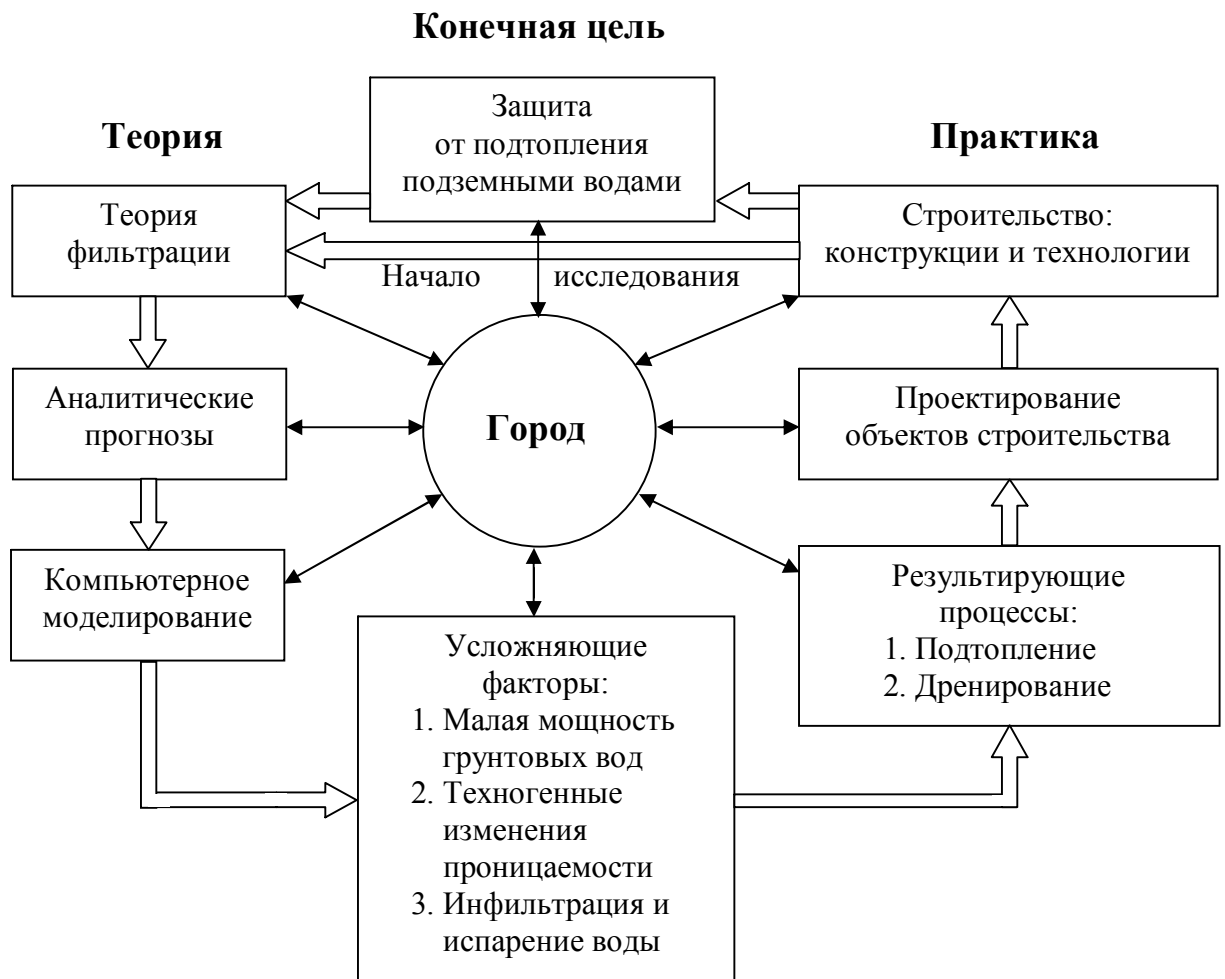 Конечная цель
Теория
Защита
от подтопления
подземными водами
Практика
Теория
фильтрации
Строительство:
конструкции и технологии
Начало исследования
Аналитические
прогнозы
Город
Проектирование
объектов строительства
Компьютерное
моделирование
Усложняющие
факторы:
1. Малая мощность
грунтовых вод
2. Техногенные
изменения
проницаемости
3. Инфильтрация и
испарение воды
Результирующие
процессы:
1. Подтопление
2. Дренирование